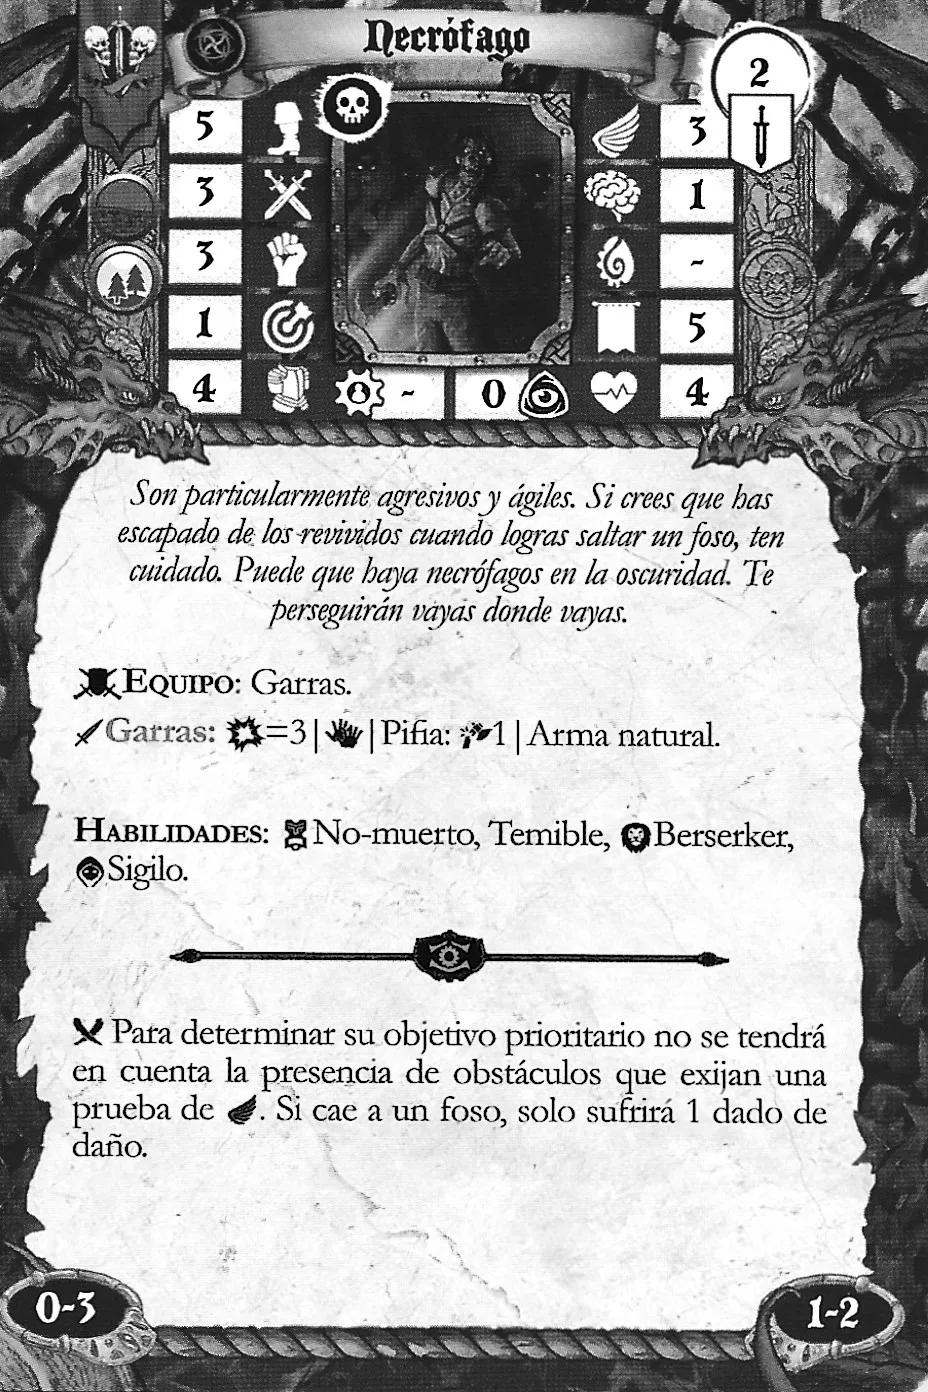 Necrófago
2
5
3
3
1
3
-
1
5
4
-
0
4
Son particularmente agresivos y ágiles. Si crees que has
escapado de los revividos cuando logras saltar un foso, ten
cuidado. Puede que haya necrófagos en la oscuridad. Te
perseguirán vayas donde vayas.
EQUIPO: Garras.
Garras: =3 | | Pifia: 1 | Arma natural.
HABILIDADES: No-muerto, Temible, Berserker,
Sigilo.
Para determinar su objetivo prioritario no se tendrá
en cuenta la presencia de obstáculos que exijan una
prueba de . Si cae a un foso, solo sufrirá 1 dado de
daño.
0-3
1-2